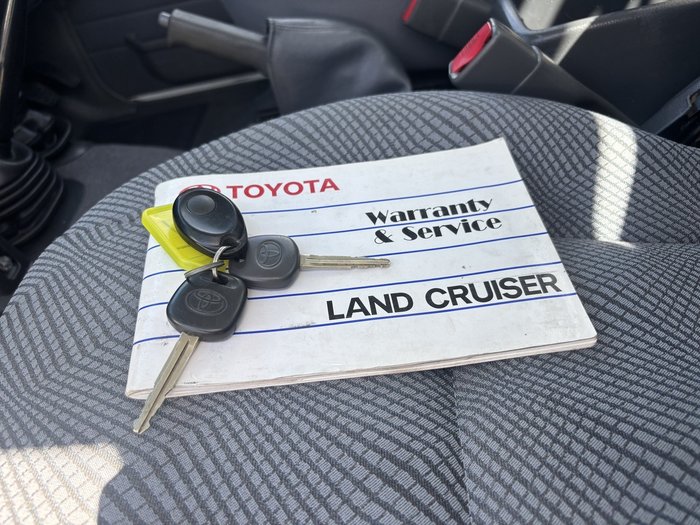 TOYOTA
Warranty
& Service
LAND CRUISER